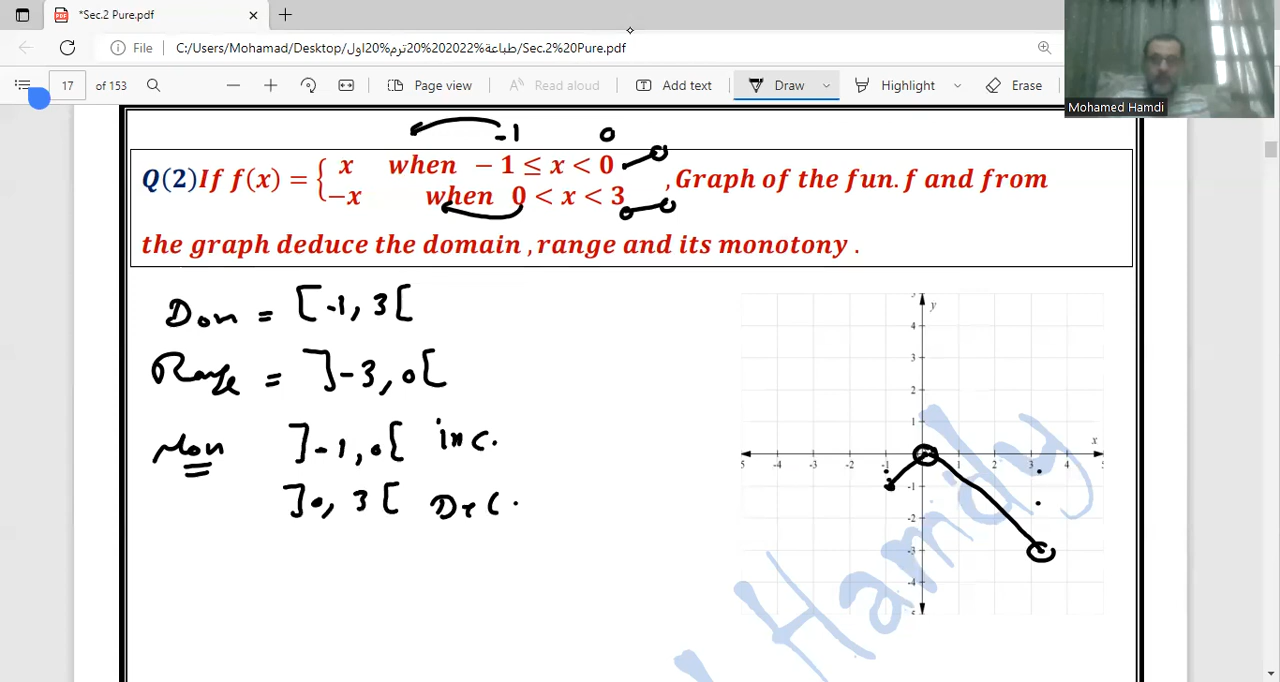 *Sec.2 Pure.pdf
File C:/Users/Mohamad/Desktop/طباعة%202022%20ترم%20اول/Sec.2%20Pure.pdf
17 of 153 Page view Read aloud Add text Draw Highlight Erase
Mohamed Hamdi
-1 0
Q(2)If f(x) = { x when − 1 ≤ x < 0
−x when 0 < x < 3 ,Graph of the fun. f and from
the graph deduce the domain ,range and its monotony .
Dom = [-1, 3[
Range = ]-3, 0[
Mon ]-1, 0[ inc.
]0, 3[ Dec.
y
4
3
2
1
x
5 -4 -3 -2 -1 1 2 3 4 5
-1
-2
-3
-4
Hamidy